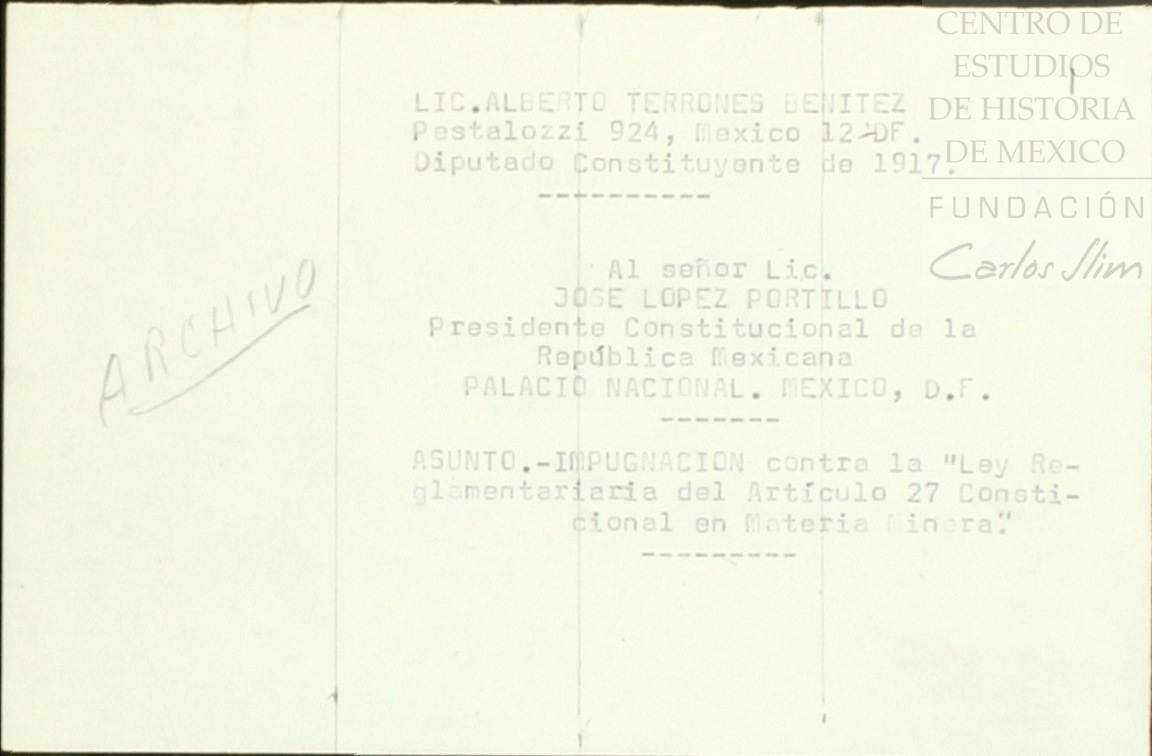 CENTRO DE
ESTUDIOS
DE HISTORIA
DE MEXICO
FUNDACIÓN
Carlos Slim
LIC.ALBERTO TERRONES BENITEZ
Pestalozzi 924, Mexico 12-DF.
Diputado Constituyente de 1917.
----------
Al señor Lic.
JOSE LOPEZ PORTILLO
Presidente Constitucional de la
República Mexicana
PALACIO NACIONAL. MEXICO, D.F.
-------
ASUNTO.-IMPUGNACION contra la "Ley Re-
glamentariaria del Artículo 27 Consti-
cional en Materia Minera".
---------
ARCHIVO